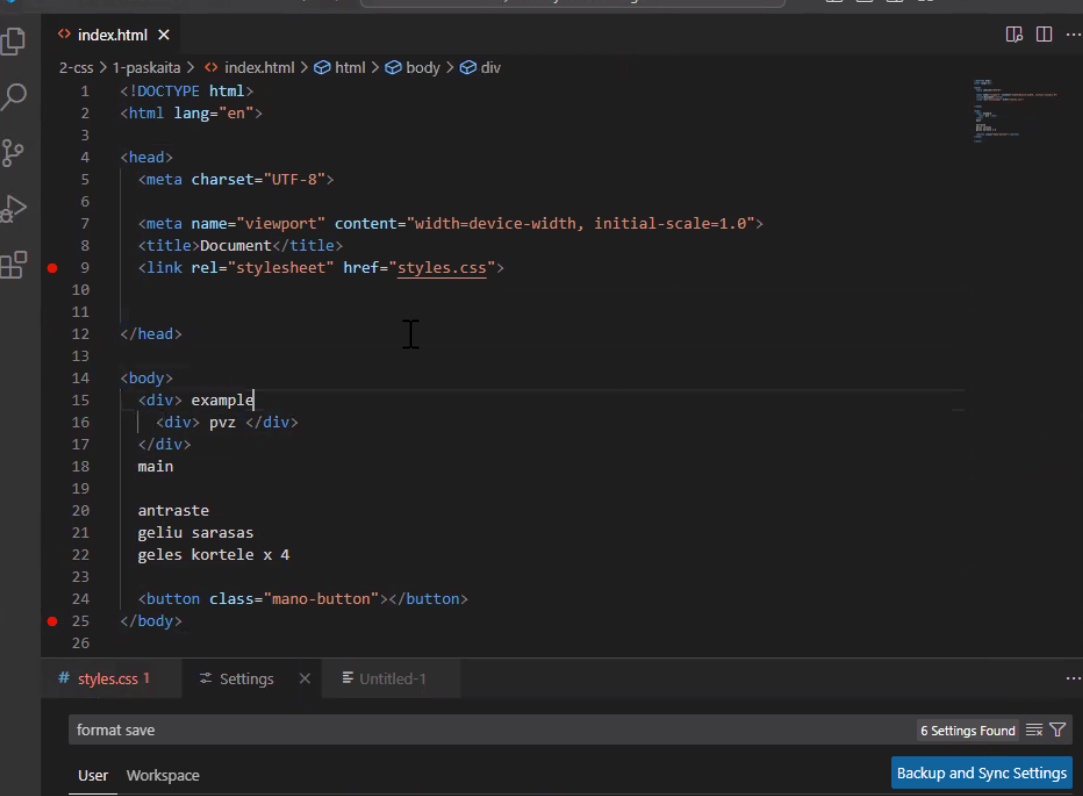 index.html
2-css > 1-paskaita > index.html > html > body > div
1 <!DOCTYPE html>
2 <html lang="en">
3
4 <head>
5 <meta charset="UTF-8">
6
7 <meta name="viewport" content="width=device-width, initial-scale=1.0">
8 <title>Document</title>
9 <link rel="stylesheet" href="styles.css">
10
11
12 </head>
13
14 <body>
15 <div> example
16 <div> pvz </div>
17 </div>
18 main
19
20 antraste
21 geliu sarasas
22 geles kortele x 4
23
24 <button class="mano-button"></button>
25 </body>
26
# styles.css 1 Settings Untitled-1
format save 6 Settings Found
User Workspace Backup and Sync Settings